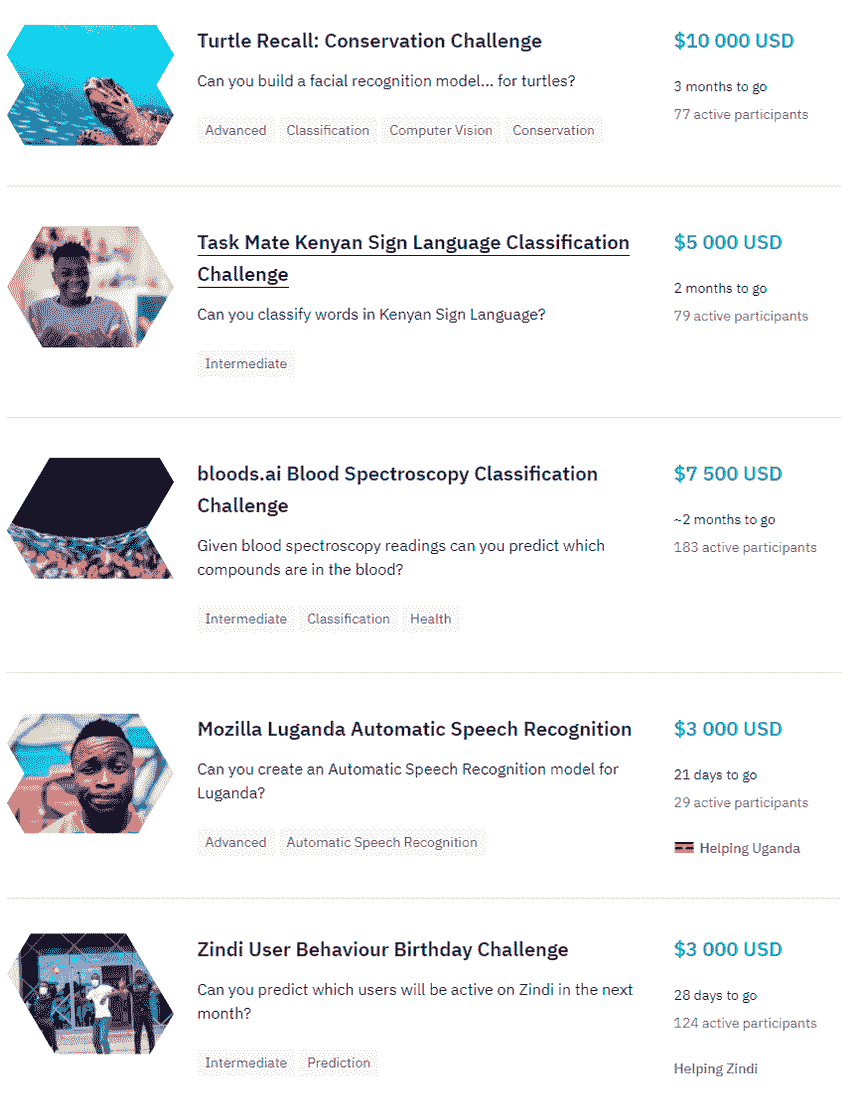 Turtle Recall: Conservation Challenge
$10 000 USD
Can you build a facial recognition model... for turtles?
3 months to go
77 active participants
Advanced Classification Computer Vision Conservation
Task Mate Kenyan Sign Language Classification
Challenge
$5 000 USD
2 months to go
Can you classify words in Kenyan Sign Language?
79 active participants
Intermediate
bloods.ai Blood Spectroscopy Classification
Challenge
$7 500 USD
~2 months to go
Given blood spectroscopy readings can you predict which
compounds are in the blood?
183 active participants
Intermediate Classification Health
Mozilla Luganda Automatic Speech Recognition
$3 000 USD
Can you create an Automatic Speech Recognition model for
Luganda?
21 days to go
29 active participants
Advanced Automatic Speech Recognition
Helping Uganda
Zindi User Behaviour Birthday Challenge
$3 000 USD
Can you predict which users will be active on Zindi in the next
month?
28 days to go
124 active participants
Intermediate Prediction
Helping Zindi